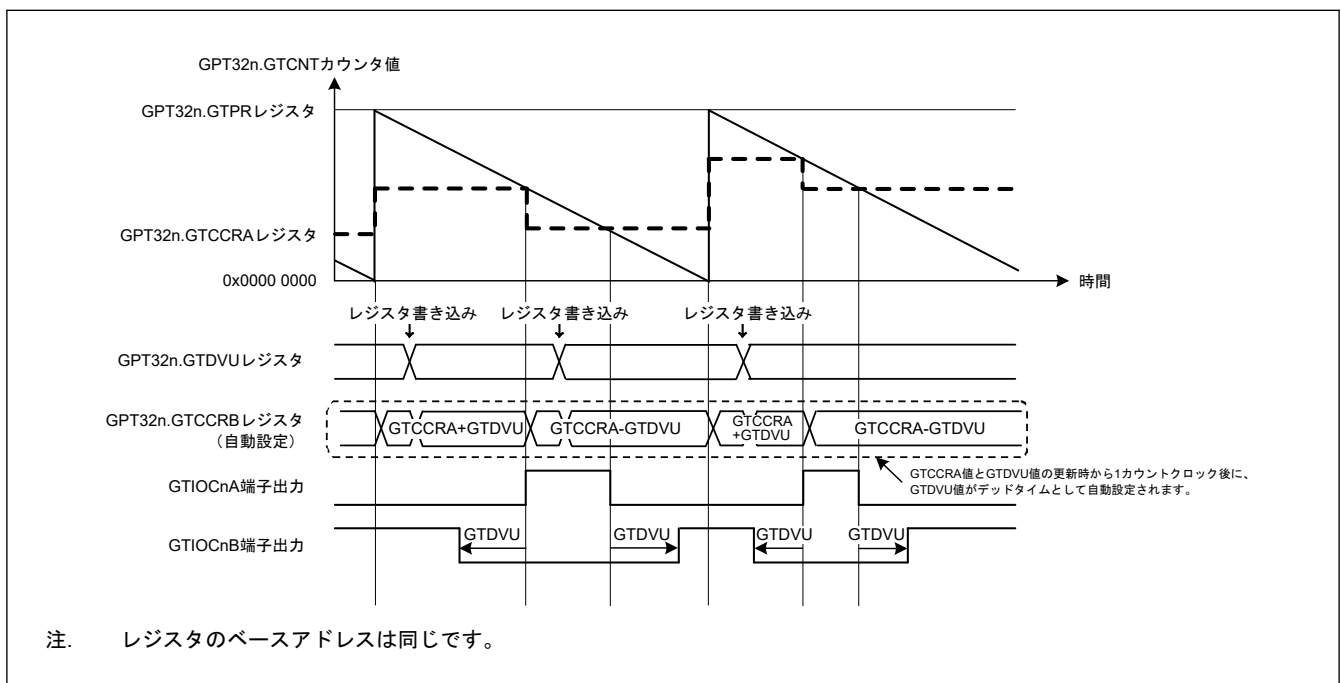 GPT32n.GTCNTカウンタ値
GPT32n.GTPRレジスタ
GPT32n.GTCCRAレジスタ
0x0000 0000
時間
レジスタ書き込み レジスタ書き込み レジスタ書き込み
GPT32n.GTDVUレジスタ
GPT32n.GTCCRBレジスタ
（自動設定）
GTCCRA+GTDVU GTCCRA-GTDVU GTCCRA
+GTDVU GTCCRA-GTDVU
GTCCRA値とGTDVU値の更新時から1カウントクロック後に、
GTDVU値がデッドタイムとして自動設定されます。
GTIOCnA端子出力
GTIOCnB端子出力
GTDVU GTDVU GTDVU GTDVU
注. レジスタのベースアドレスは同じです。